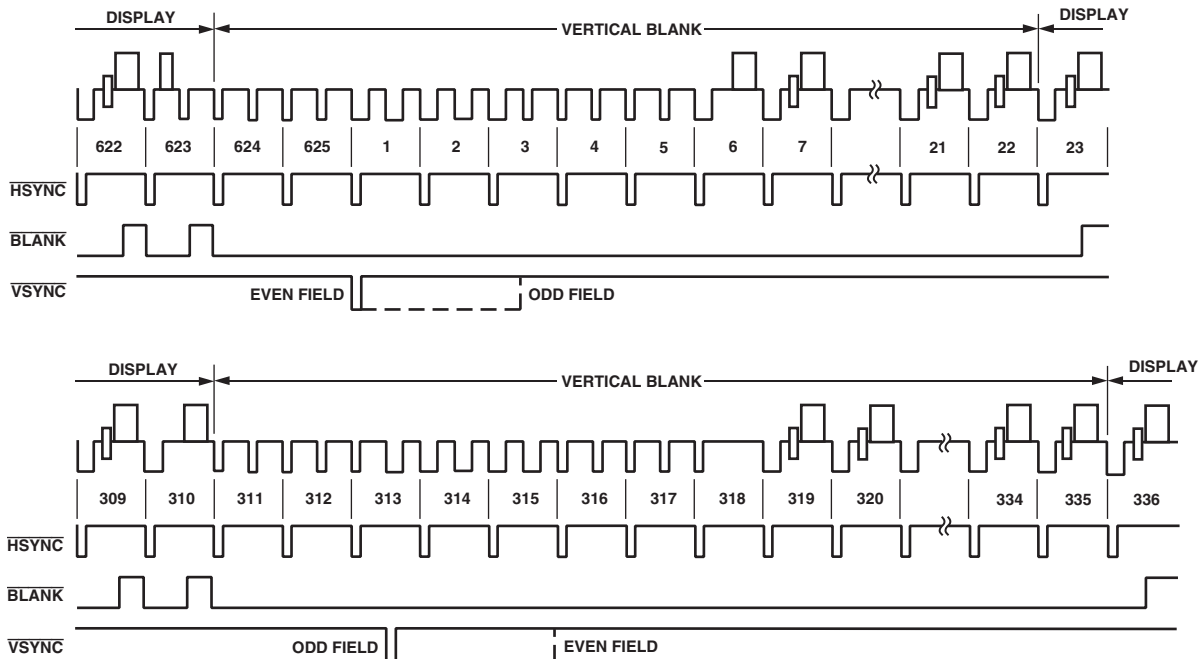 DISPLAY VERTICAL BLANK DISPLAY
622 623 624 625 1 2 3 4 5 6 7 21 22 23
HSYNC
BLANK
VSYNC
EVEN FIELD ODD FIELD
DISPLAY VERTICAL BLANK DISPLAY
309 310 311 312 313 314 315 316 317 318 319 320 334 335 336
HSYNC
BLANK
VSYNC
ODD FIELD EVEN FIELD